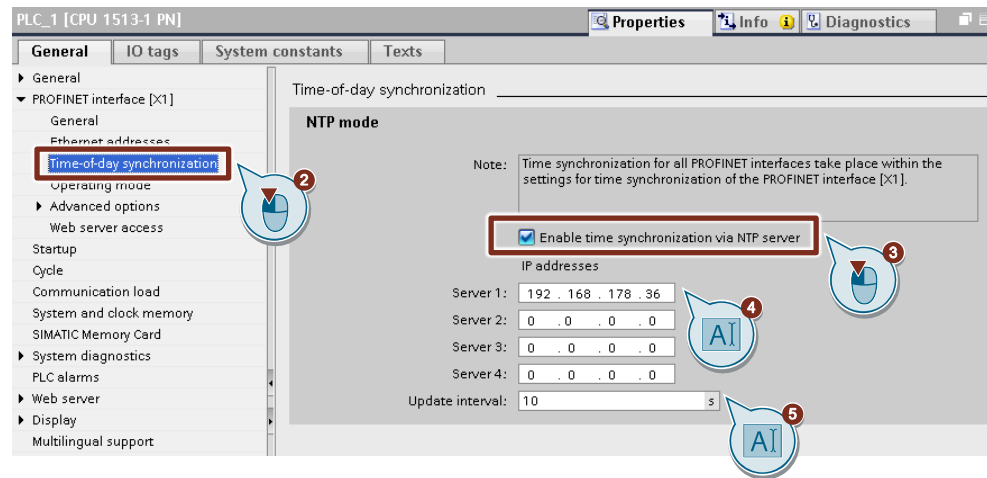 PLC_1 [CPU 1513-1 PN]
Properties
Info
Diagnostics
General
IO tags
System constants
Texts
General
PROFINET interface [X1]
General
Ethernet addresses
Time-of-day synchronization
Operating mode
Advanced options
Web server access
Startup
Cycle
Communication load
System and clock memory
SIMATIC Memory Card
System diagnostics
PLC alarms
Web server
Display
Multilingual support
2
Time-of-day synchronization
NTP mode
Note: Time synchronization for all PROFINET interfaces take place within the
settings for time synchronization of the PROFINET interface [X1].
Enable time synchronization via NTP server
3
IP addresses
Server 1: 192 . 168 . 178 . 36
4
AI
Server 2: 0 . 0 . 0 . 0
Server 3: 0 . 0 . 0 . 0
Server 4: 0 . 0 . 0 . 0
Update interval: 10 s
5
AI